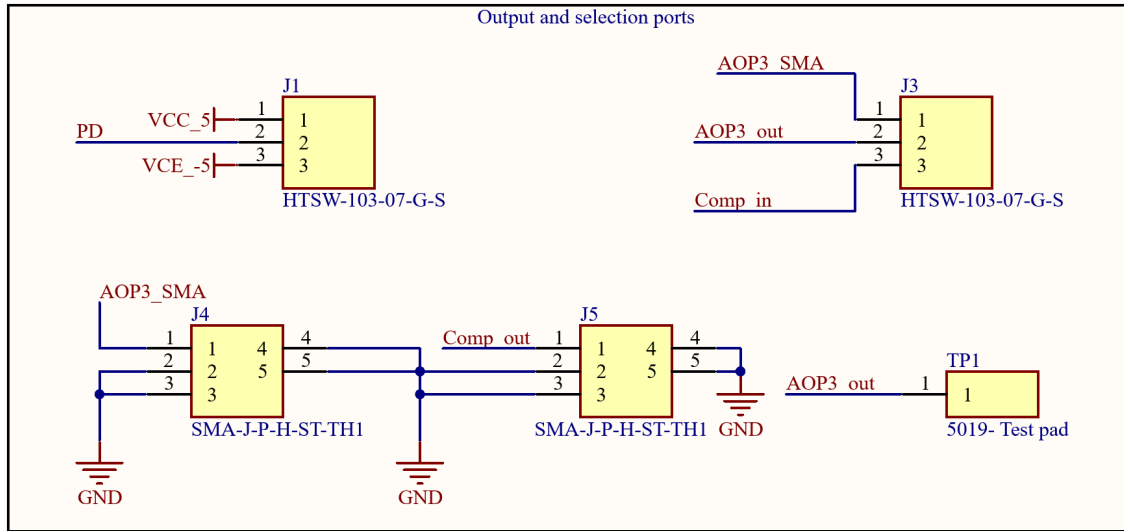 Output and selection ports
J1
VCC_5 1 1
PD 2 2
VCE_-5 3 3
HTSW-103-07-G-S
AOP3_SMA
J3
1 1
AOP3_out 2 2
3 3
Comp_in
HTSW-103-07-G-S
AOP3_SMA
J4
1 1 4 4
2 2 5 5
3 3
SMA-J-P-H-ST-TH1
GND
GND
J5
Comp_out 1 1 4 4
2 2 5 5
3 3
SMA-J-P-H-ST-TH1
GND
TP1
AOP3_out 1 1
5019- Test pad